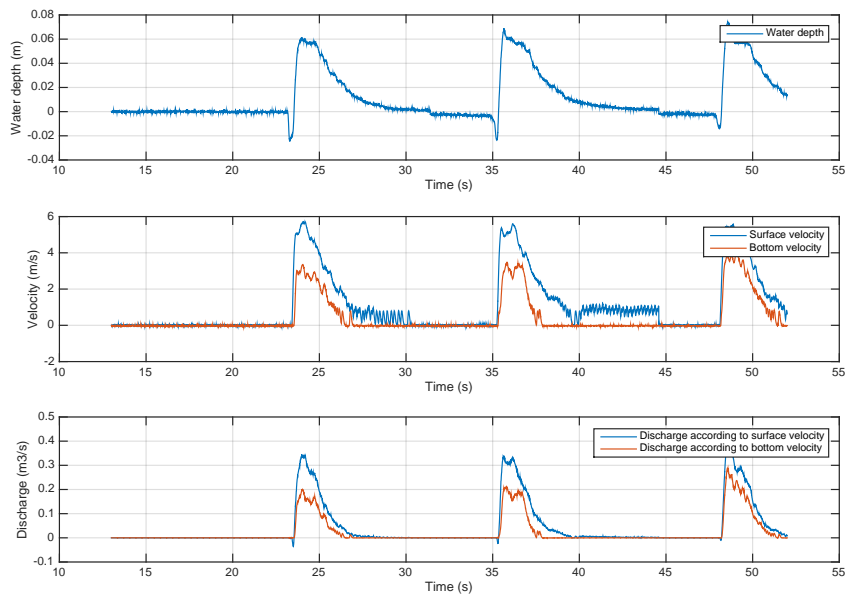 0.08
0.06
0.04
0.02
0
-0.02
-0.04
Water depth (m)
Water depth
10 15 20 25 30 35 40 45 50 55
Time (s)
6
4
2
0
-2
Velocity (m/s)
Surface velocity
Bottom velocity
10 15 20 25 30 35 40 45 50 55
Time (s)
0.5
0.4
0.3
0.2
0.1
0
-0.1
Discharge (m3/s)
Discharge according to surface velocity
Discharge according to bottom velocity
10 15 20 25 30 35 40 45 50 55
Time (s)